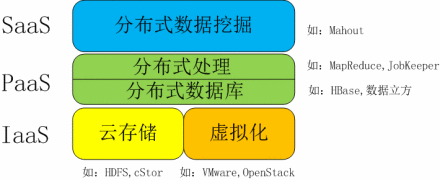 SaaS 分布式数据挖掘 如：Mahout
分布式处理 如：MapReduce,JobKeeper
PaaS
分布式数据库 如：HBase,数据立方
IaaS 云存储 虚拟化
如：HDFS,cStor 如：VMware,OpenStack